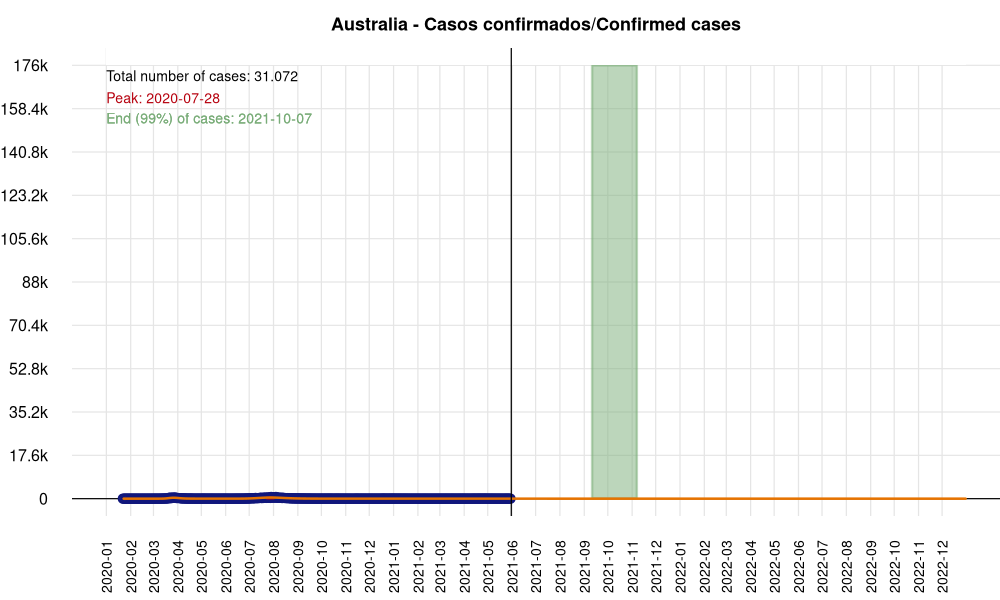 Australia - Casos confirmados/Confirmed cases
176k
Total number of cases: 31.072
Peak: 2020-07-28
158.4k
End (99%) of cases: 2021-10-07
140.8k
123.2k
105.6k
88k
70.4k
52.8k
35.2k
17.6k
0
2020-01
2020-02
2020-03
2020-04
2020-05
2020-06
2020-07
2020-08
2020-09
2020-10
2020-11
2020-12
2021-01
2021-02
2021-03
2021-04
2021-05
2021-06
2021-07
2021-08
2021-09
2021-10
2021-11
2021-12
2022-01
2022-02
2022-03
2022-04
2022-05
2022-06
2022-07
2022-08
2022-09
2022-10
2022-11
2022-12